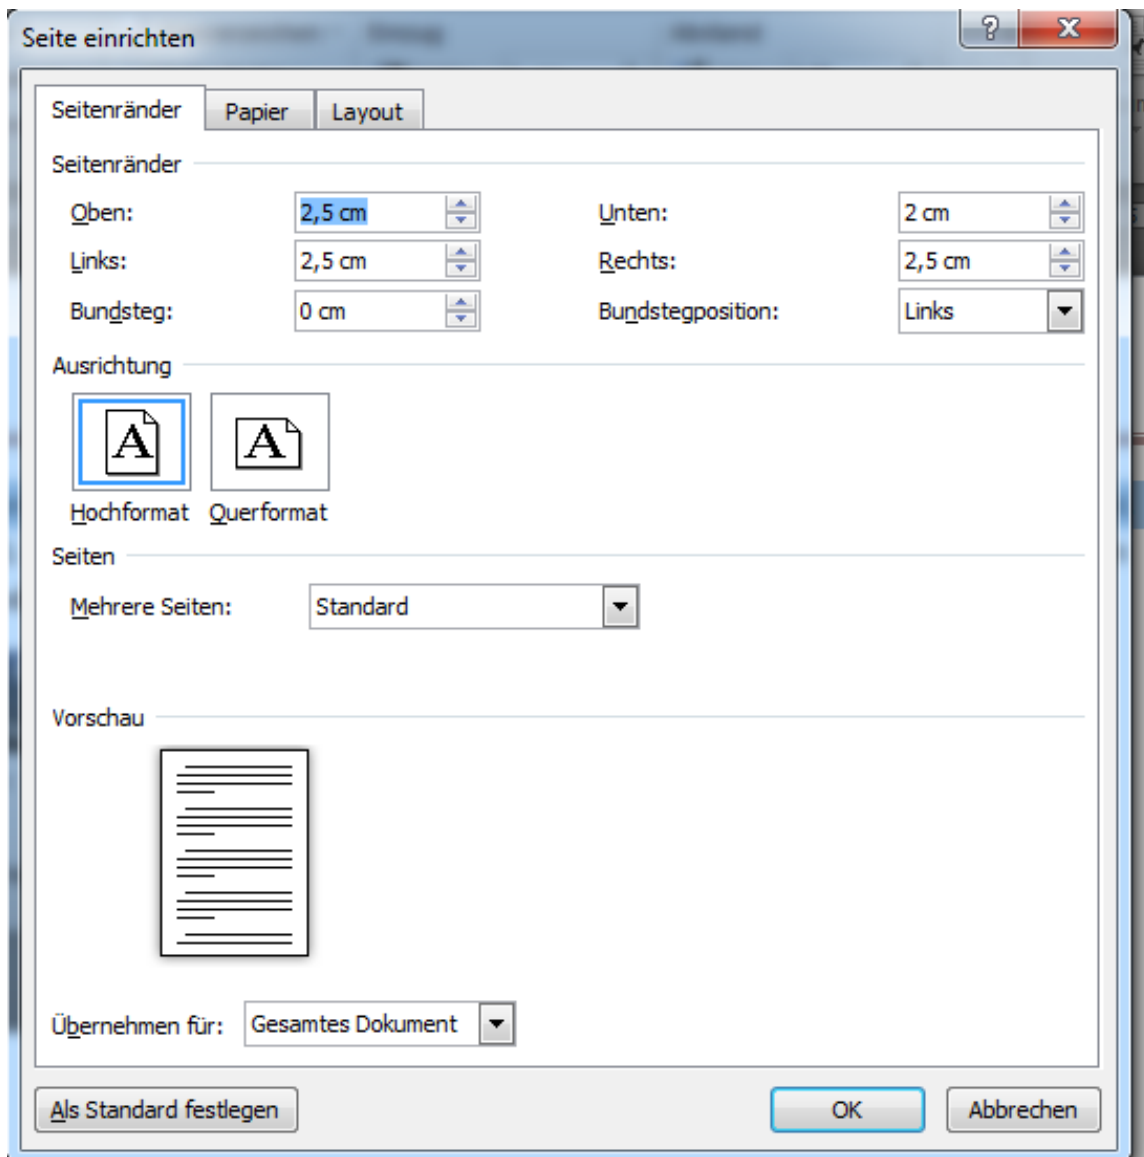 Seite einrichten
Seitenränder Papier Layout
Seitenränder
Oben: 2,5 cm Unten: 2 cm
Links: 2,5 cm Rechts: 2,5 cm
Bundsteg: 0 cm Bundstegposition: Links
Ausrichtung
A A
Hochformat Querformat
Seiten
Mehrere Seiten: Standard
Vorschau
Übernehmen für: Gesamtes Dokument
Als Standard festlegen OK Abbrechen